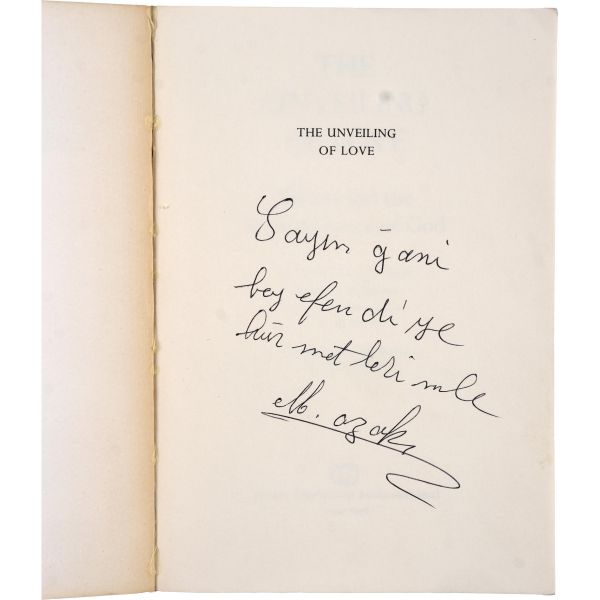 THE UNVEILING
OF LOVE
Sayın ğani
bey efendi'ye
hürmetlerimle
M. ozak